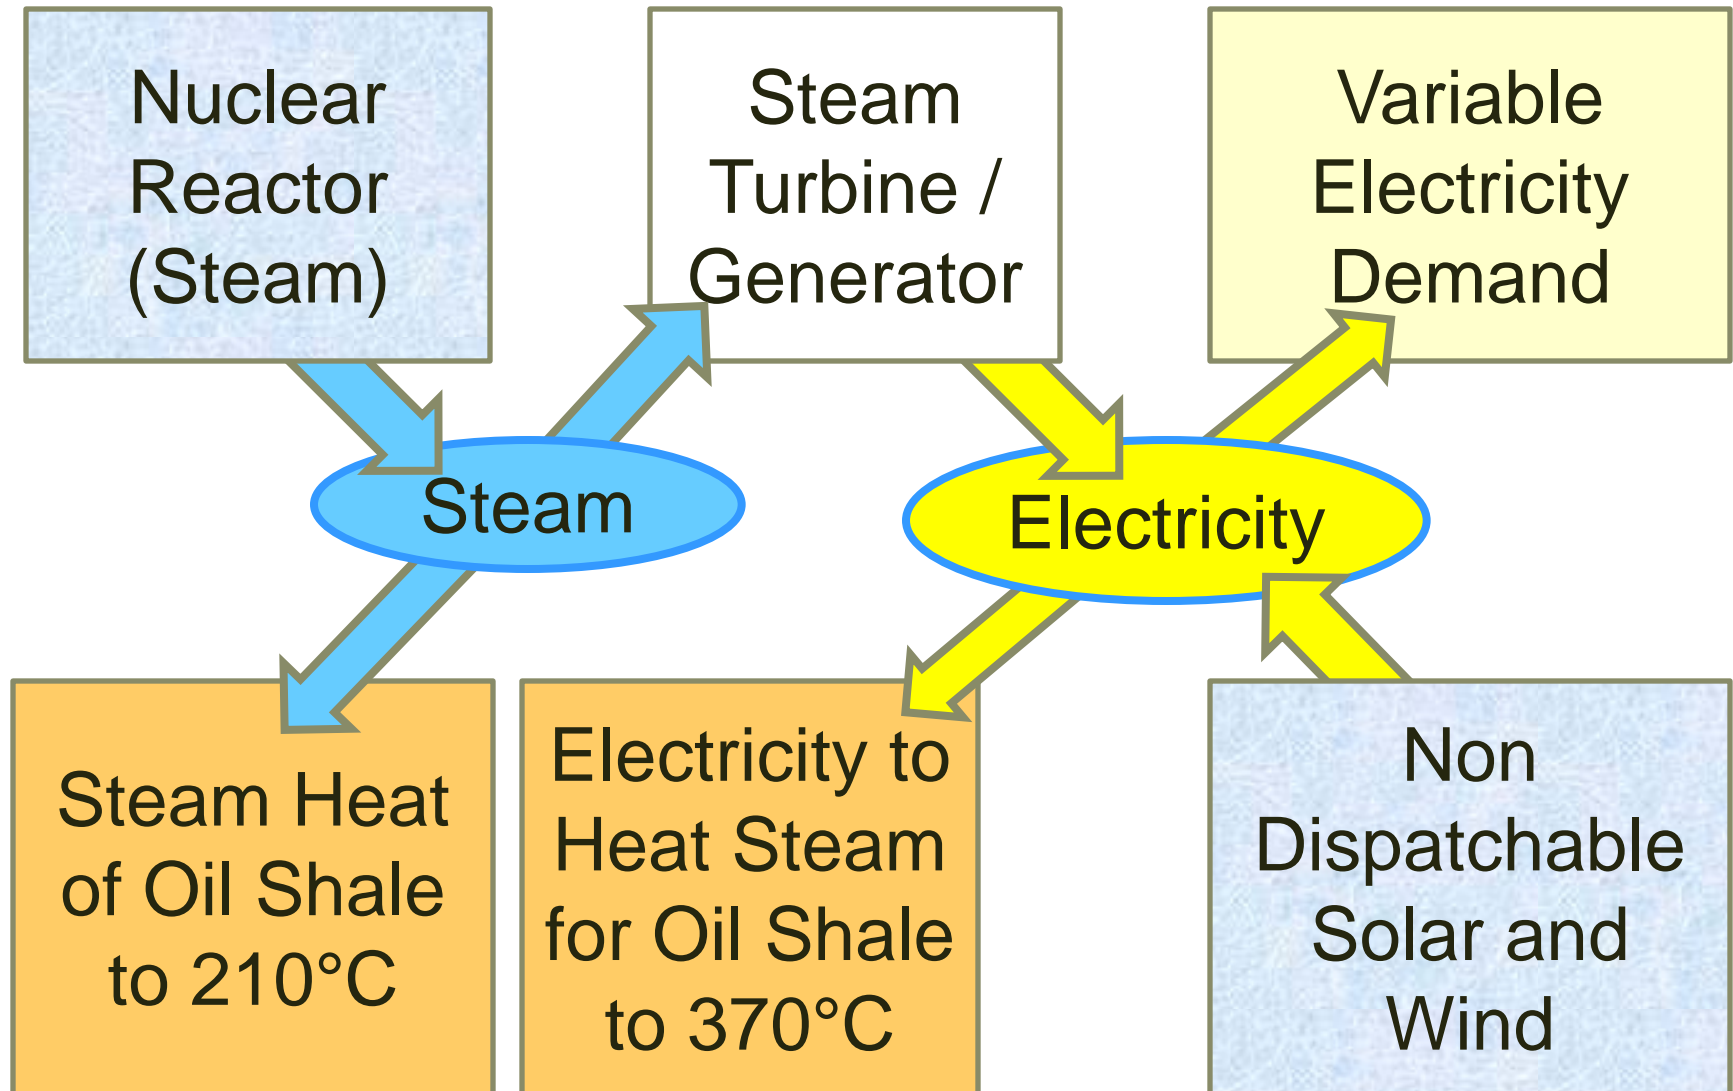 Nuclear
Reactor
(Steam)
Steam
Turbine /
Generator
Variable
Electricity
Demand
Steam
Electricity
Steam Heat
of Oil Shale
to 210°C
Electricity to
Heat Steam
for Oil Shale
to 370°C
Non
Dispatchable
Solar and
Wind